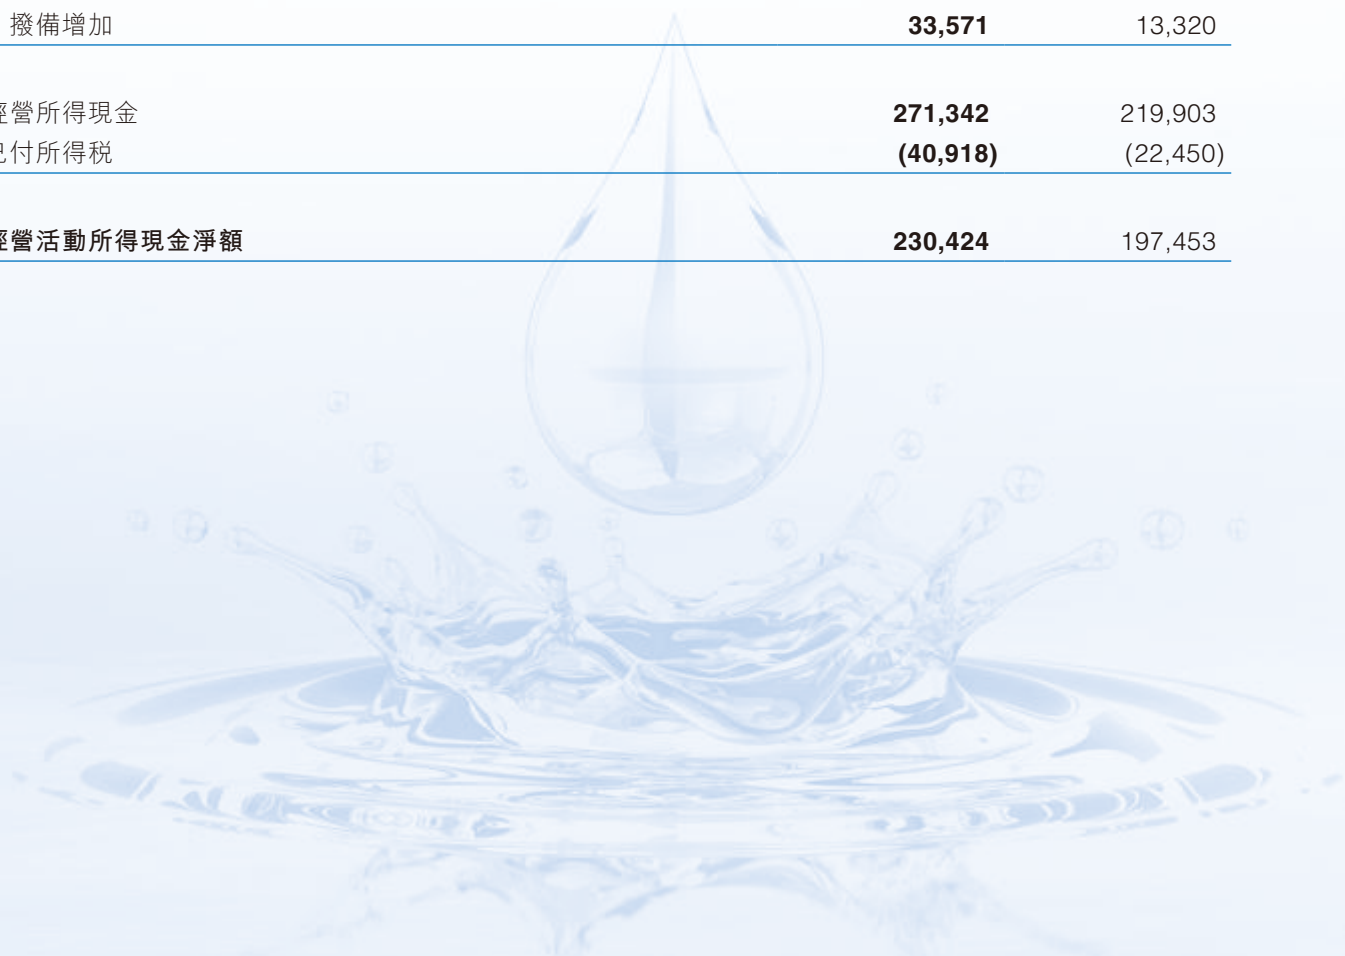 撥備增加 33,571 13,320
經營所得現金 271,342 219,903
已付所得税 (40,918) (22,450)
經營活動所得現金淨額 230,424 197,453